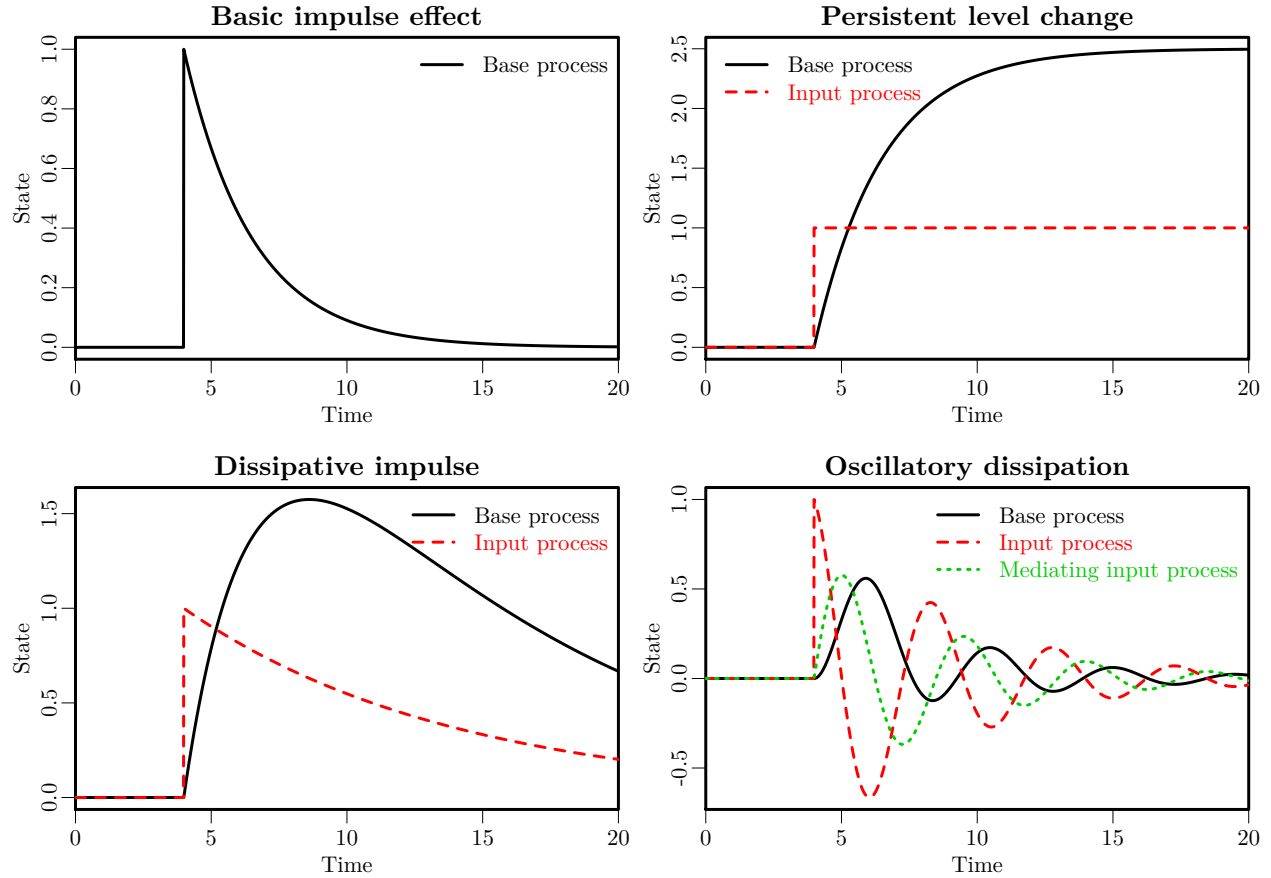 Basic impulse effect
Base process
State
0.0 0.2 0.4 0.6 0.8 1.0
0 5 10 15 20
Time
Persistent level change
Base process
Input process
State
0.0 0.5 1.0 1.5 2.0 2.5
0 5 10 15 20
Time
Dissipative impulse
Base process
Input process
State
0.0 0.5 1.0 1.5
0 5 10 15 20
Time
Oscillatory dissipation
Base process
Input process
Mediating input process
State
-0.5 0.0 0.5 1.0
0 5 10 15 20
Time